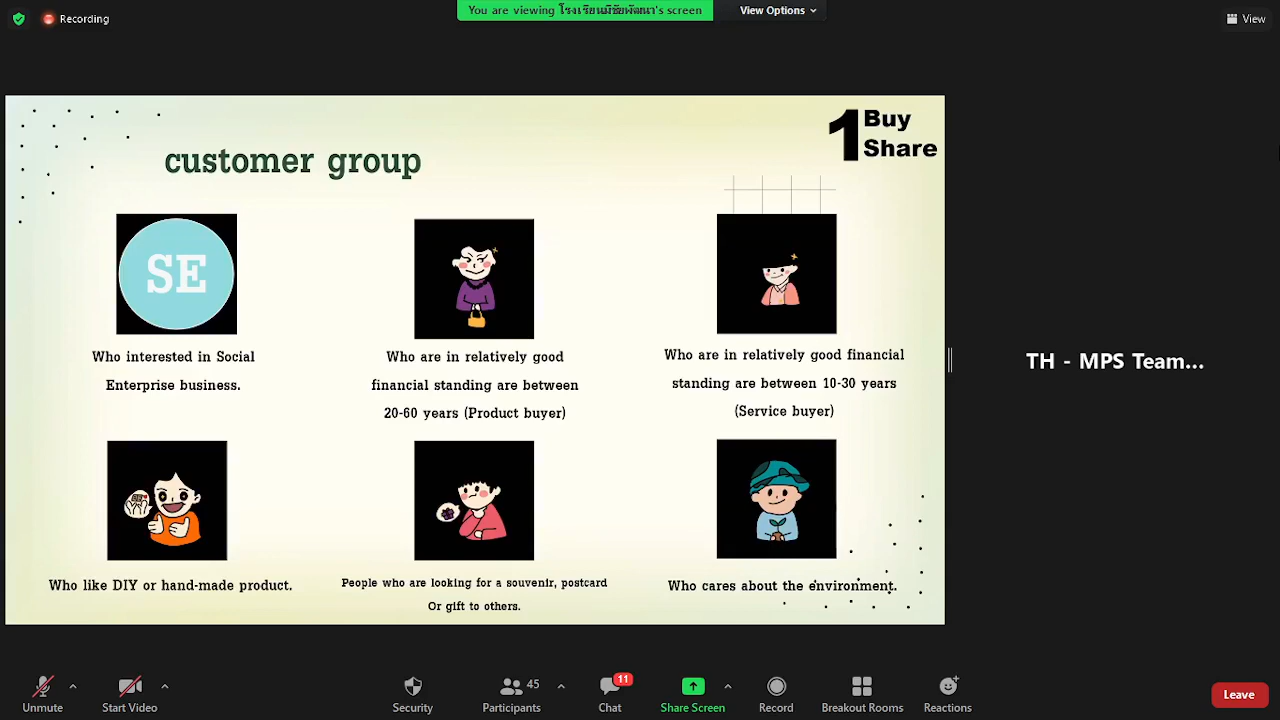 Recording
You are viewing โรงเรียนมีชัยพัฒนา's screen
View Options
View
1 Buy
Share
customer group
SE
Who interested in Social
Enterprise business.
Who are in relatively good
financial standing are between
20-60 years (Product buyer)
Who are in relatively good financial
standing are between 10-30 years
(Service buyer)
Who like DIY or hand-made product.
People who are looking for a souvenir, postcard
Or gift to others.
Who cares about the environment.
TH - MPS Team...
Unmute
Start Video
Security
45
Participants
11
Chat
Share Screen
Record
Breakout Rooms
Reactions
Leave